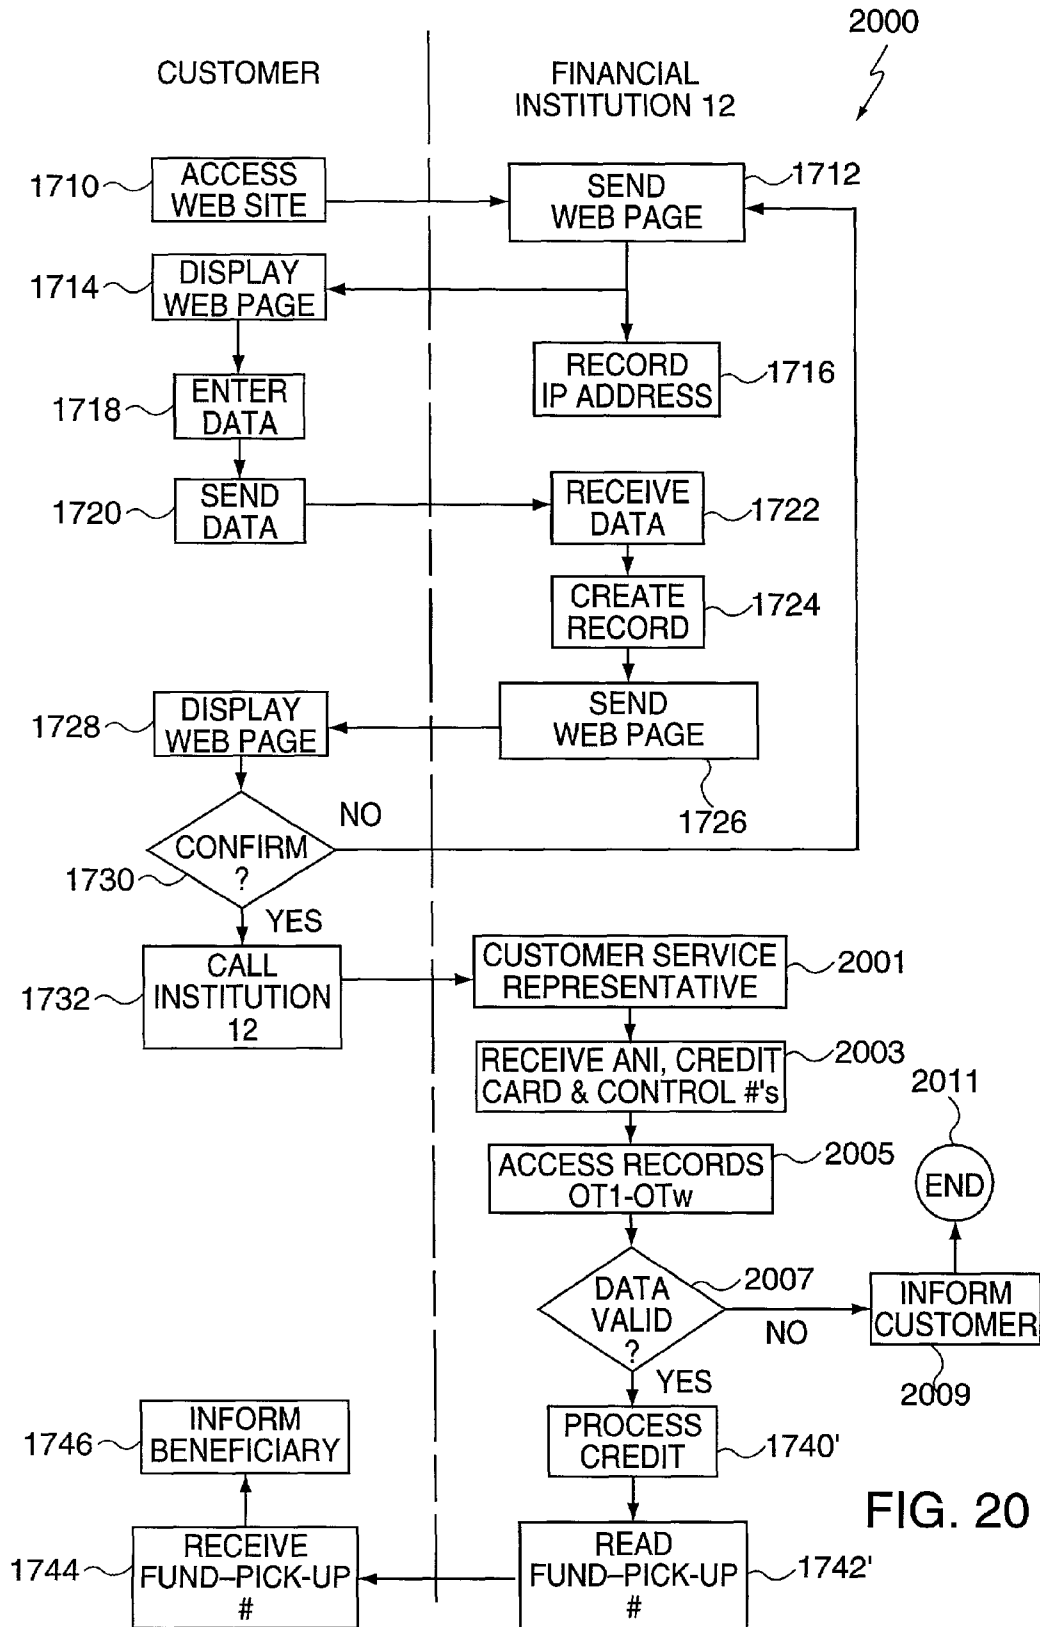 2000
CUSTOMER
FINANCIAL
INSTITUTION 12
1710
ACCESS
WEB SITE
SEND
WEB PAGE
1712
1714
DISPLAY
WEB PAGE
RECORD
IP ADDRESS
1716
1718
ENTER
DATA
1720
SEND
DATA
RECEIVE
DATA
1722
CREATE
RECORD
1724
1728
DISPLAY
WEB PAGE
SEND
WEB PAGE
1726
CONFIRM
?
NO
1730
YES
1732
CALL
INSTITUTION
12
CUSTOMER SERVICE
REPRESENTATIVE
2001
RECEIVE ANI, CREDIT
CARD & CONTROL #'s
2003
ACCESS RECORDS
OT1-OTw
2005
2011
END
DATA
VALID
?
2007
NO
INFORM
CUSTOMER
2009
YES
1746
INFORM
BENEFICIARY
PROCESS
CREDIT
1740'
1744
RECEIVE
FUND–PICK-UP
#
READ
FUND–PICK-UP
#
1742'
FIG. 20